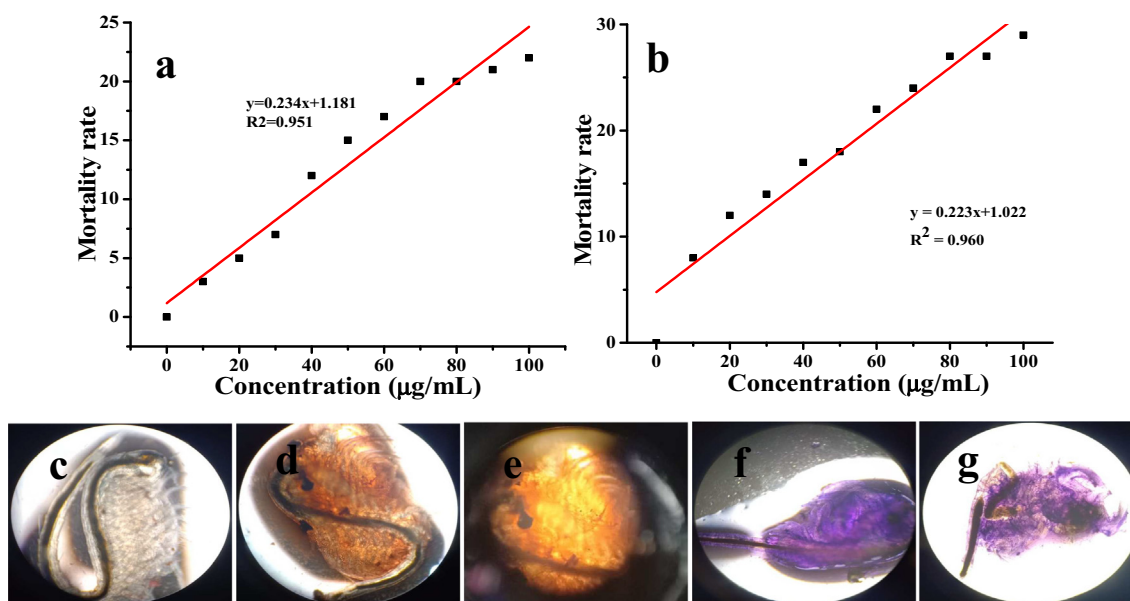 a
y=0.234x+1.181
R2=0.951
Mortality rate
25
20
15
10
5
0
0 20 40 60 80 100
Concentration (μg/mL)
b
y = 0.223x+1.022
R² = 0.960
Mortality rate
30
20
10
0
0 20 40 60 80 100
Concentration (μg/mL)
c d e f g